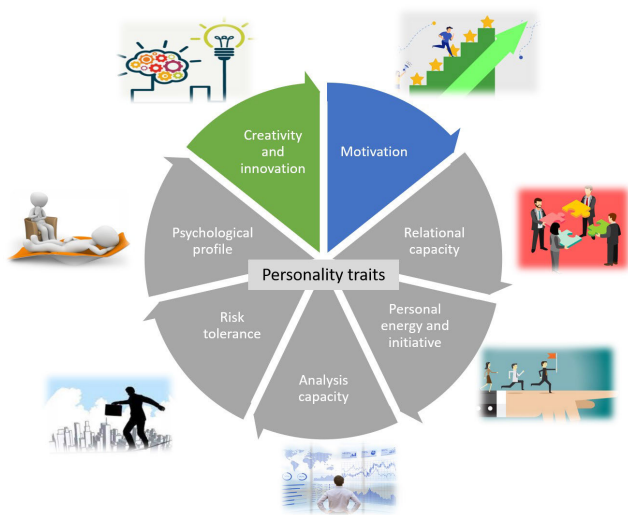 Creativity
and
innovation
Motivation
Psychological
profile
Relational
capacity
Personality traits
Risk
tolerance
Personal
energy and
initiative
Analysis
capacity